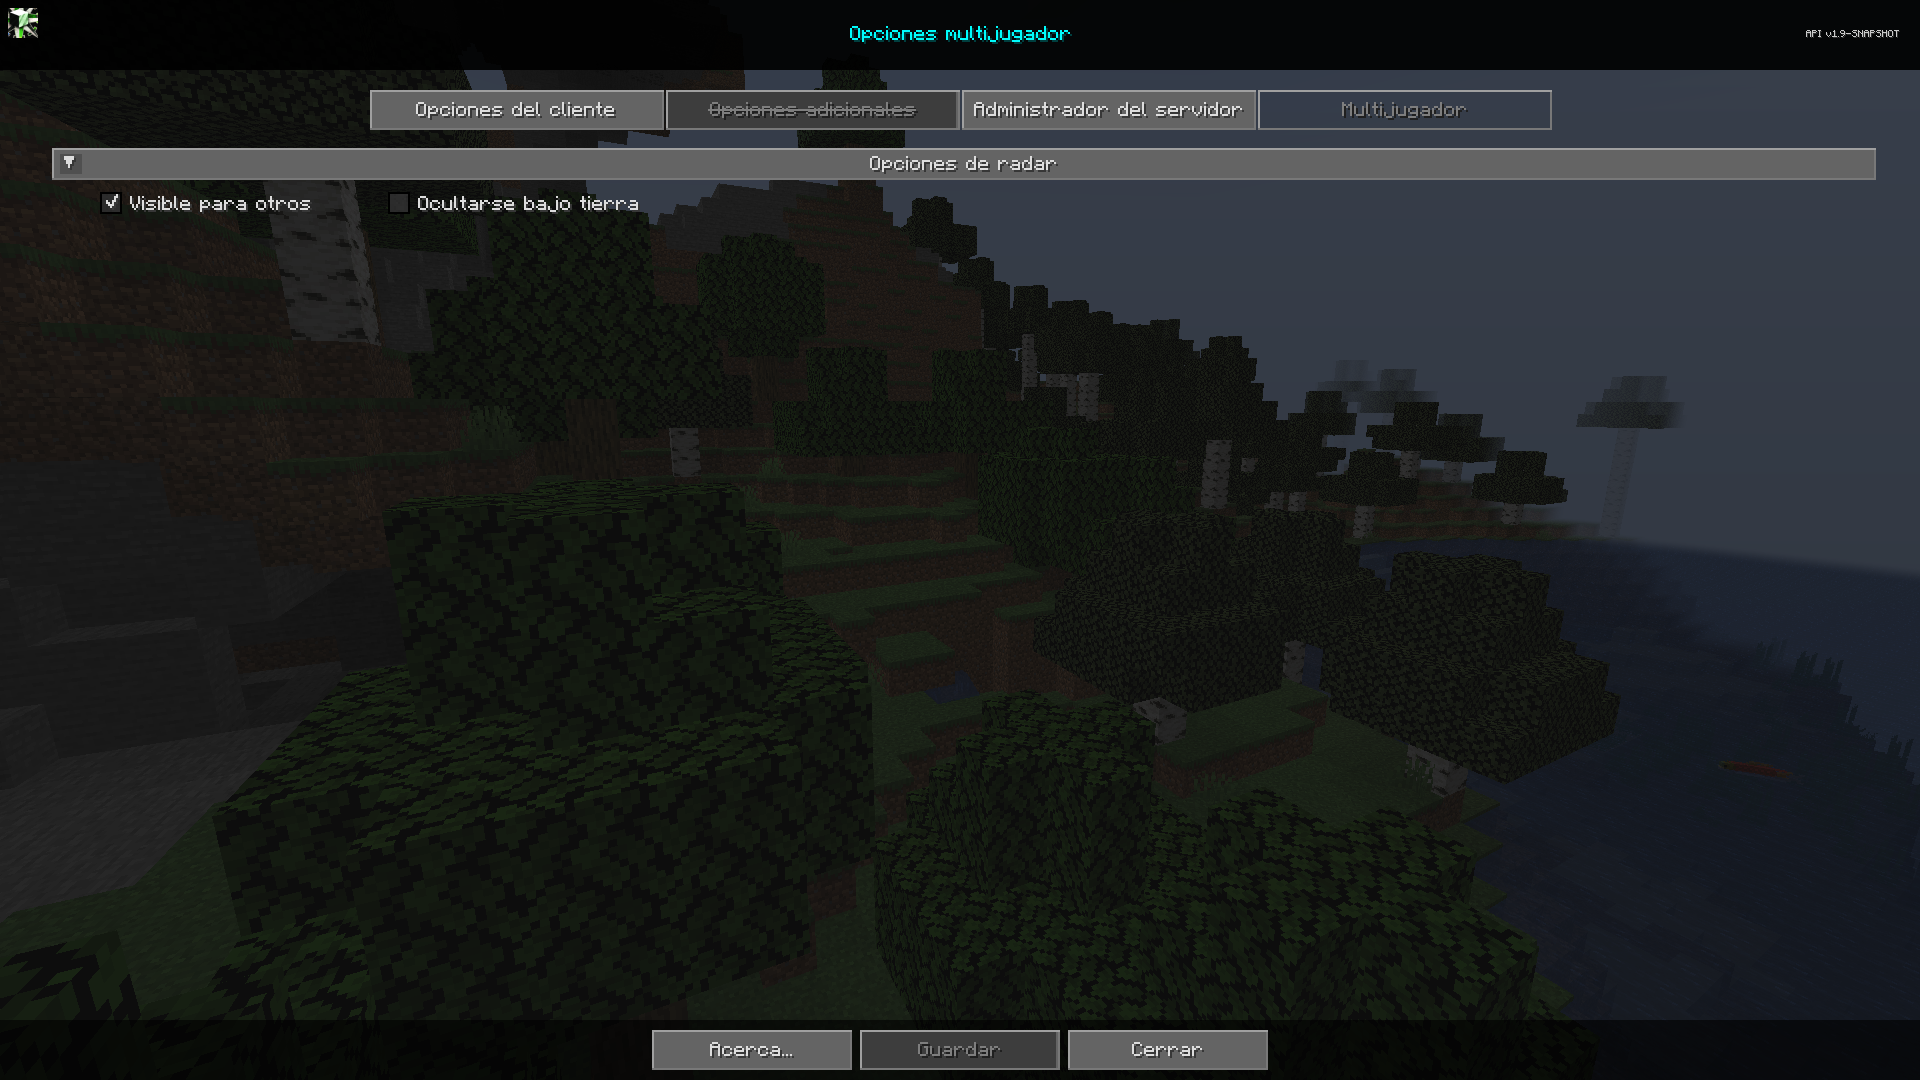 Opciones multijugador
API v1.9-SNAPSHOT
Opciones del cliente
Opciones adicionales
Administrador del servidor
Multijugador
Opciones de radar
Visible para otros
Ocultarse bajo tierra
Acerca...
Guardar
Cerrar